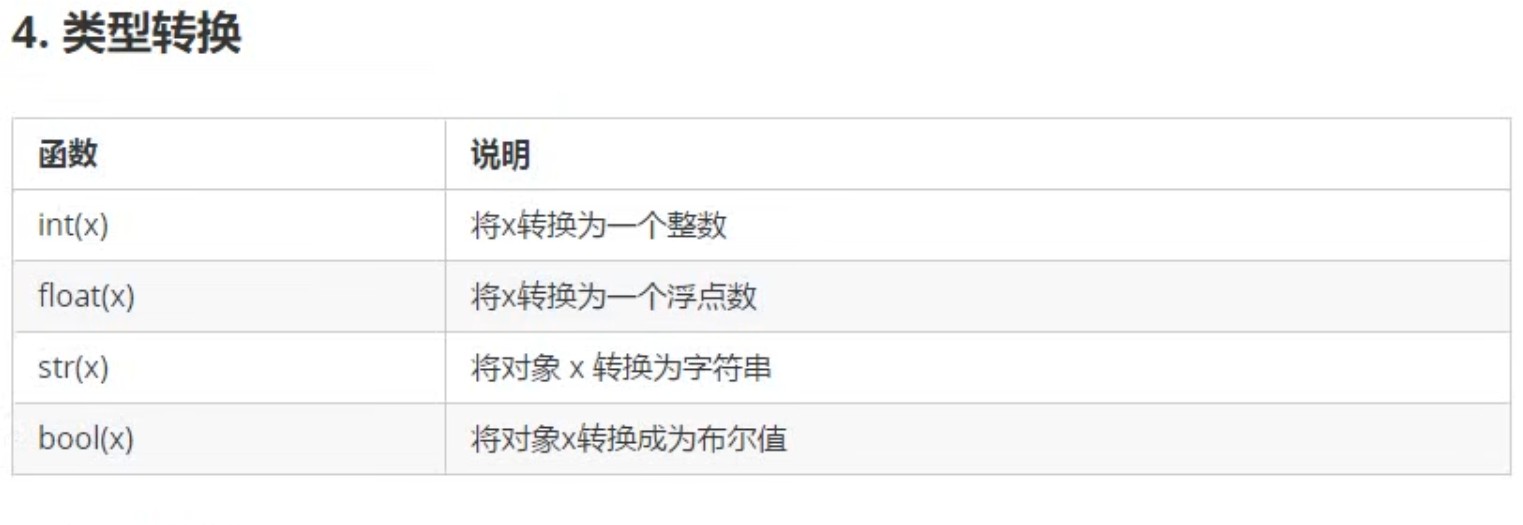 4. 类型转换
函数 说明
int(x) 将x转换为一个整数
float(x) 将x转换为一个浮点数
str(x) 将对象 x 转换为字符串
bool(x) 将对象x转换成为布尔值